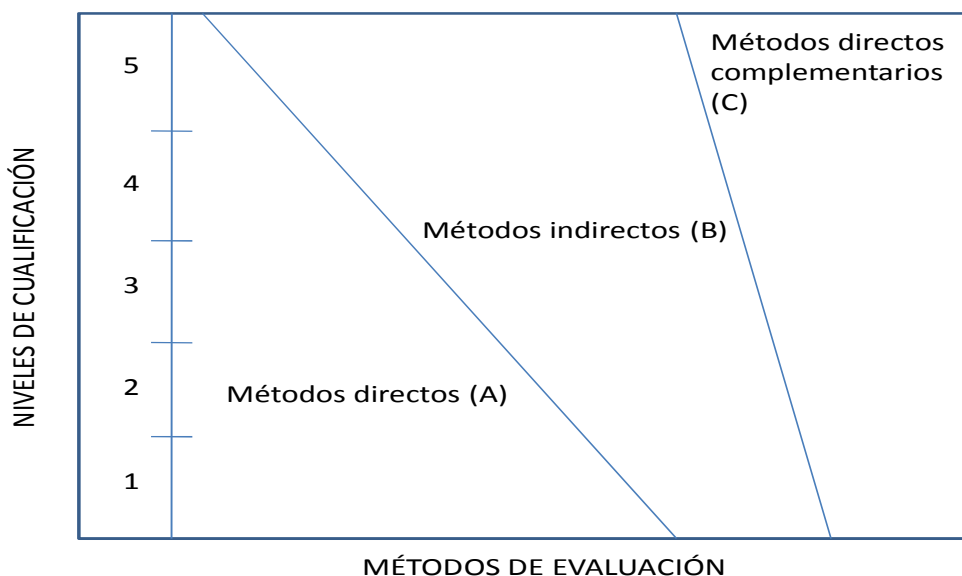 NIVELES DE CUALIFICACIÓN
5
4
3
2
1
Métodos directos
complementarios
(C)
Métodos indirectos (B)
Métodos directos (A)
MÉTODOS DE EVALUACIÓN